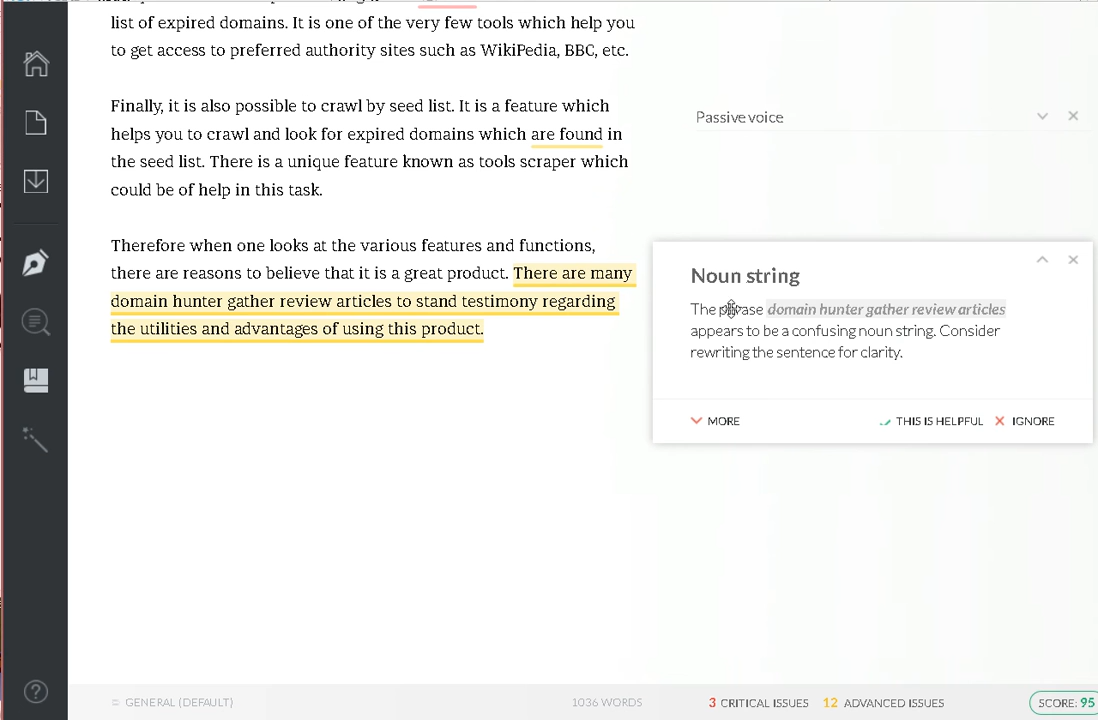 list of expired domains. It is one of the very few tools which help you
to get access to preferred authority sites such as WikiPedia, BBC, etc.
Finally, it is also possible to crawl by seed list. It is a feature which
helps you to crawl and look for expired domains which are found in
the seed list. There is a unique feature known as tools scraper which
could be of help in this task.
Therefore when one looks at the various features and functions,
there are reasons to believe that it is a great product. There are many
domain hunter gather review articles to stand testimony regarding
the utilities and advantages of using this product.
Passive voice
Noun string
The phrase domain hunter gather review articles
appears to be a confusing noun string. Consider
rewriting the sentence for clarity.
MORE
THIS IS HELPFUL
IGNORE
GENERAL (DEFAULT)
1036 WORDS
3 CRITICAL ISSUES
12 ADVANCED ISSUES
SCORE: 95